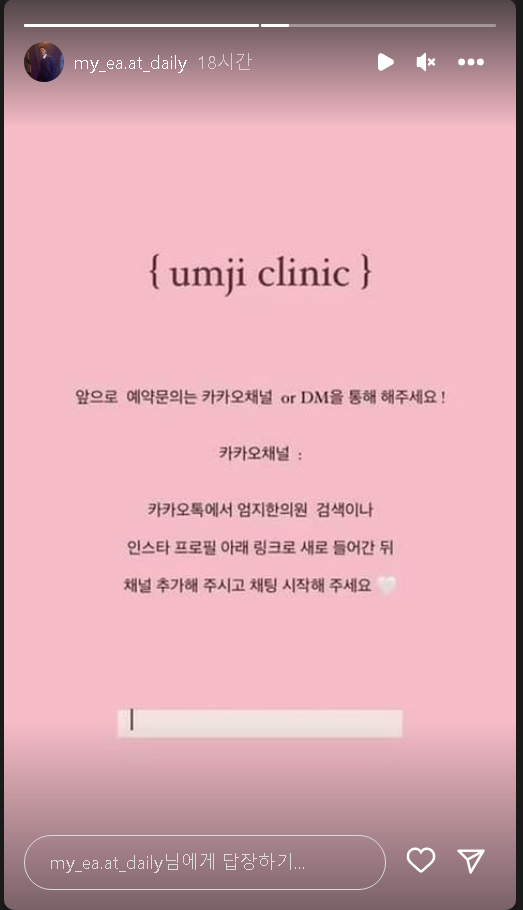 my_ea.at_daily 18시간
{ umji clinic }
앞으로 예약문의는 카카오채널 or DM을 통해 해주세요 !
카카오채널 :
카카오톡에서 엄지한의원 검색이나
인스타 프로필 아래 링크로 새로 들어간 뒤
채널 추가해 주시고 채팅 시작해 주세요 🤍
my_ea.at_daily님에게 답장하기...